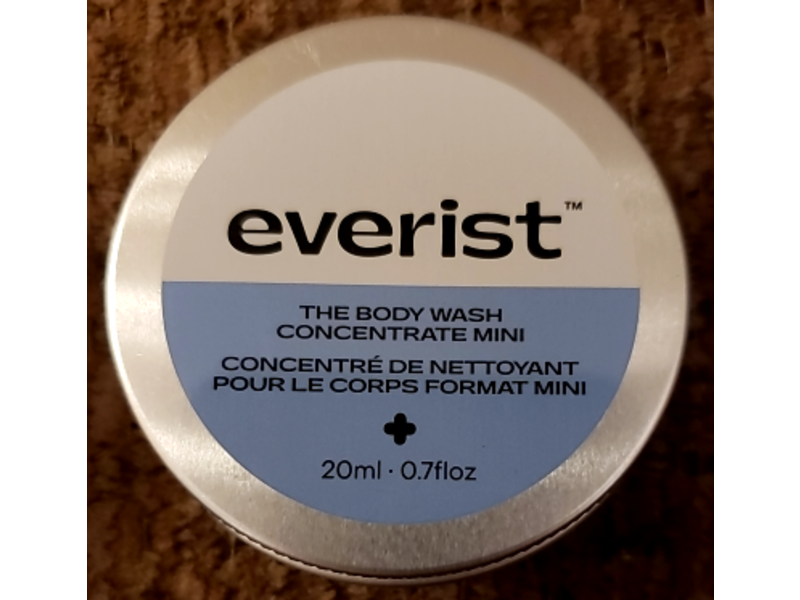 everist™
THE BODY WASH
CONCENTRATE MINI
CONCENTRÉ DE NETTOYANT
POUR LE CORPS FORMAT MINI
20ml · 0.7floz